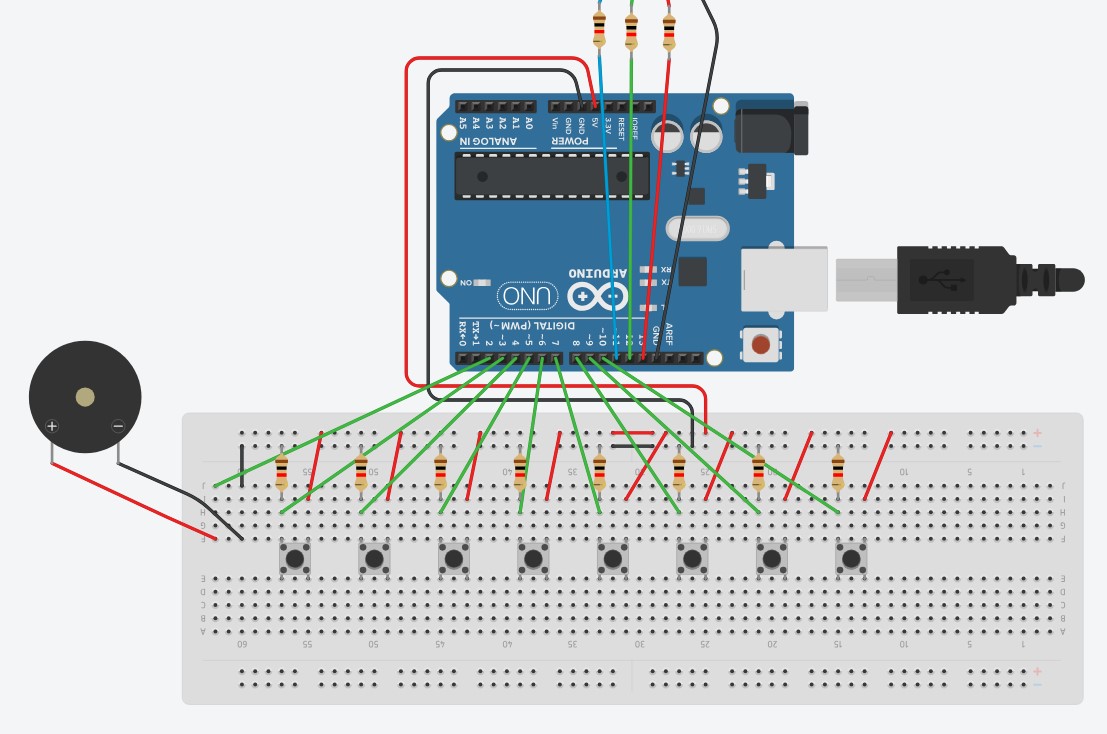 A5 A4 A3 A2 A1 A0 Vin GND GND 5V 3.3V RESET IOREF
ANALOG IN POWER
RX
TX
ON
ARDUINO
UNO
L
DIGITAL (PWM~)
RX←0 TX→1 2 ~3 4 ~5 ~6 7 8 ~9 ~10 12 13 GND AREF
+ −
+
−
55 50 45 40 35 30 25 20 15 10 5 1
J J
I I
H H
G G
F F
E E
D D
C C
B B
A A
60 55 50 45 40 35 30 25 20 15 10 5 1
+
−